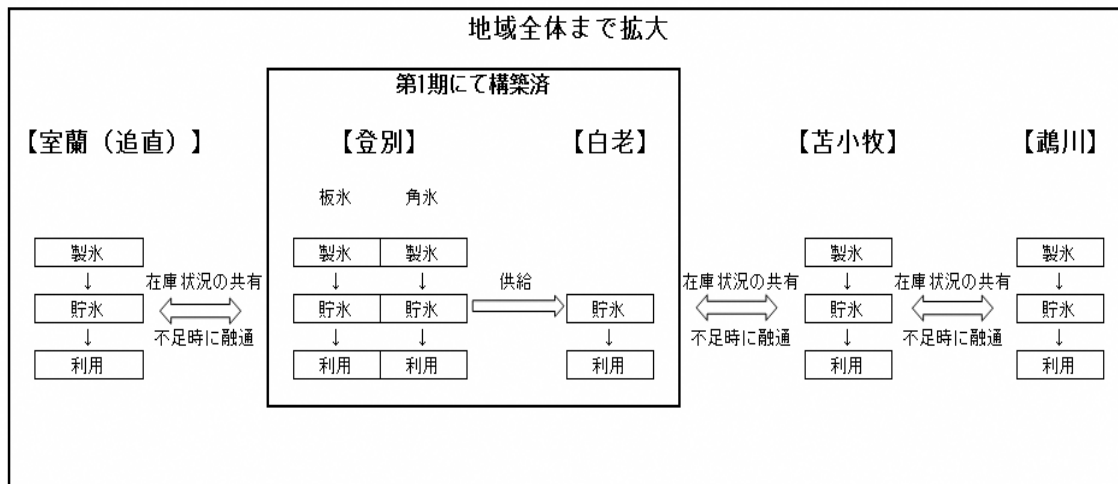 地域全体まで拡大
第1期にて構築済
【室蘭（追直）】
【登別】
【白老】
【苫小牧】
【鵡川】
板氷
角氷
製氷
製氷
製氷
製氷
製氷
↓
↓
↓
↓
↓
在庫状況の共有
供給
在庫状況の共有
在庫状況の共有
貯氷
貯氷
貯氷
貯氷
貯氷
貯氷
不足時に融通
不足時に融通
不足時に融通
↓
↓
↓
↓
↓
↓
利用
利用
利用
利用
利用
利用